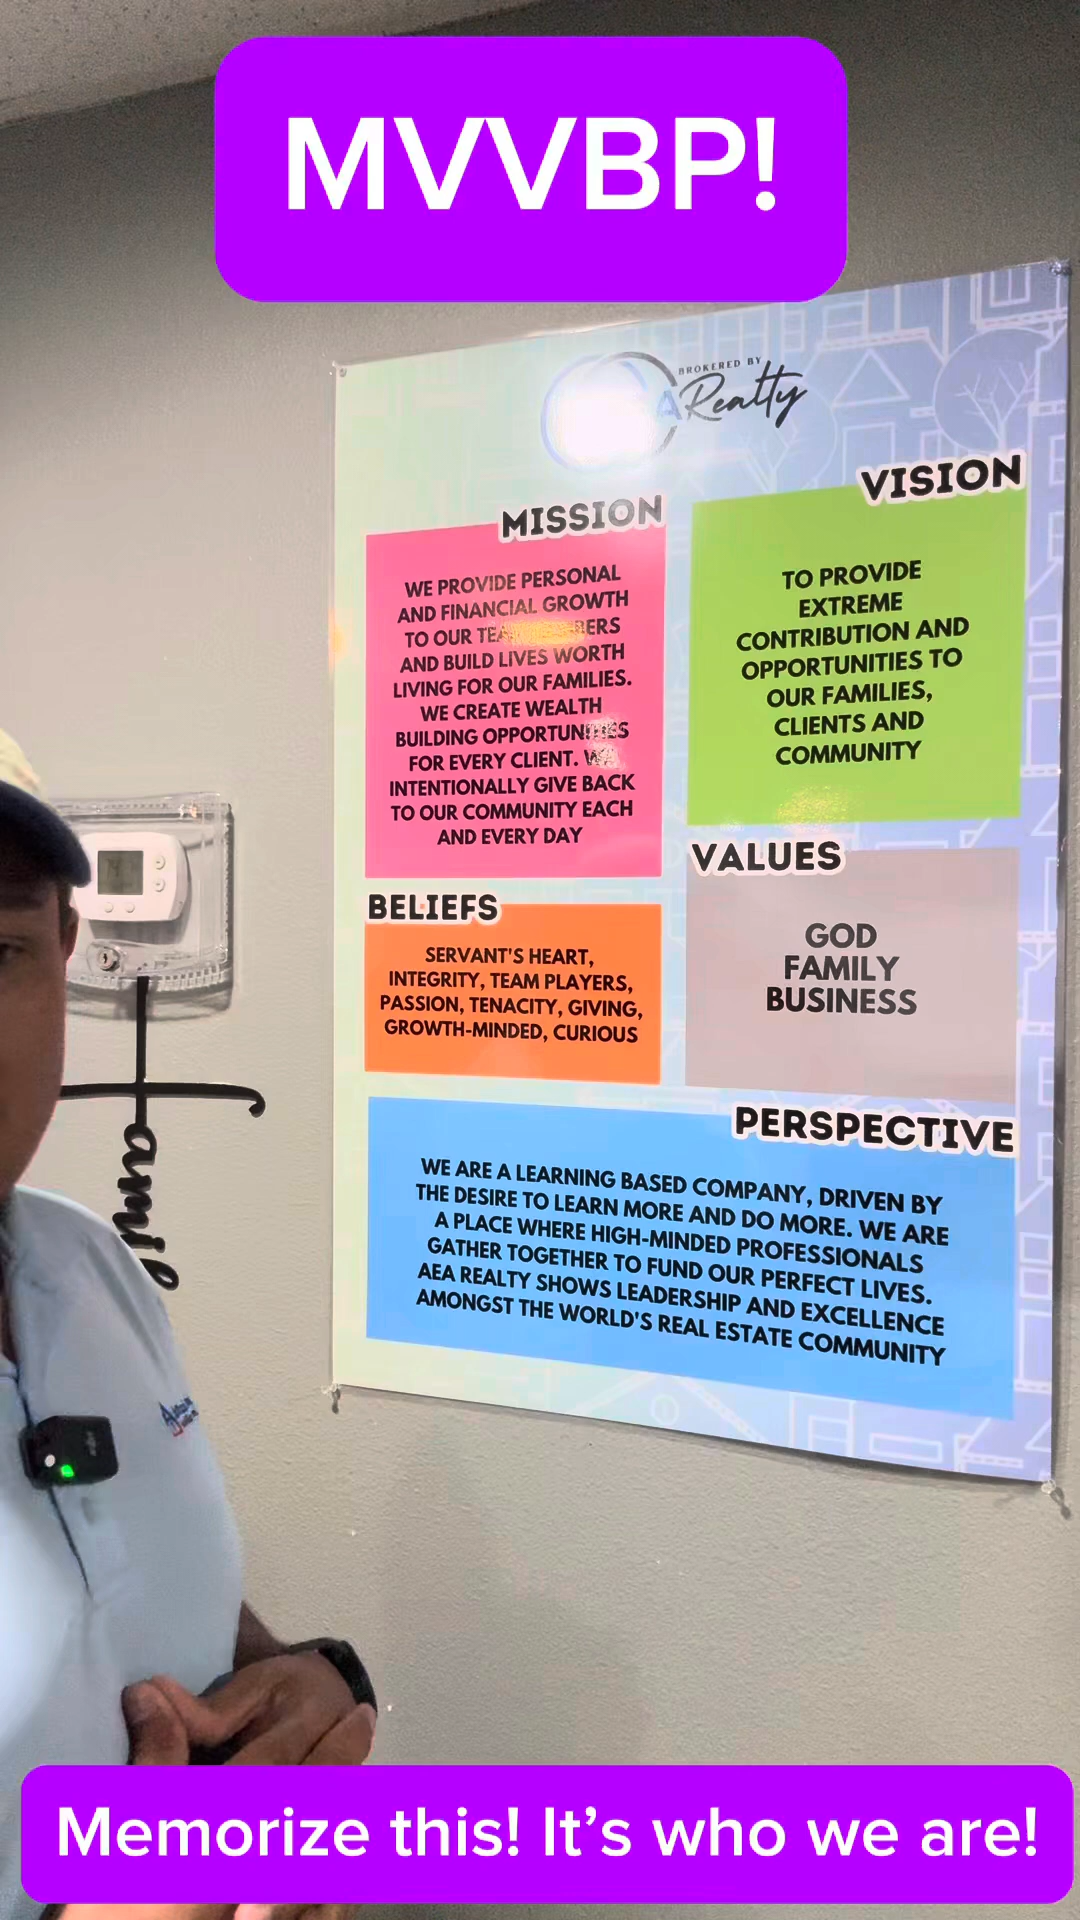 MVVBP!
BROKERED BY
Realty
MISSION
WE PROVIDE PERSONAL
AND FINANCIAL GROWTH
TO OUR
AND BUILD LIVES WORTH
LIVING FOR OUR FAMILIES.
WE CREATE WEALTH
BUILDING OPPORTUNITIES
FOR EVERY CLIENT. WE
INTENTIONALLY GIVE BACK
TO OUR COMMUNITY EACH
AND EVERY DAY
VISION
TO PROVIDE
EXTREME
CONTRIBUTION AND
OPPORTUNITIES TO
OUR FAMILIES,
CLIENTS AND
COMMUNITY
BELIEFS
SERVANT'S HEART,
INTEGRITY, TEAM PLAYERS,
PASSION, TENACITY, GIVING,
GROWTH-MINDED, CURIOUS
VALUES
GOD
FAMILY
BUSINESS
PERSPECTIVE
WE ARE A LEARNING BASED COMPANY, DRIVEN BY
THE DESIRE TO LEARN MORE AND DO MORE. WE ARE
A PLACE WHERE HIGH-MINDED PROFESSIONALS
GATHER TOGETHER TO FUND OUR PERFECT LIVES.
AEA REALTY SHOWS LEADERSHIP AND EXCELLENCE
AMONGST THE WORLD'S REAL ESTATE COMMUNITY
Memorize this! It's who we are!